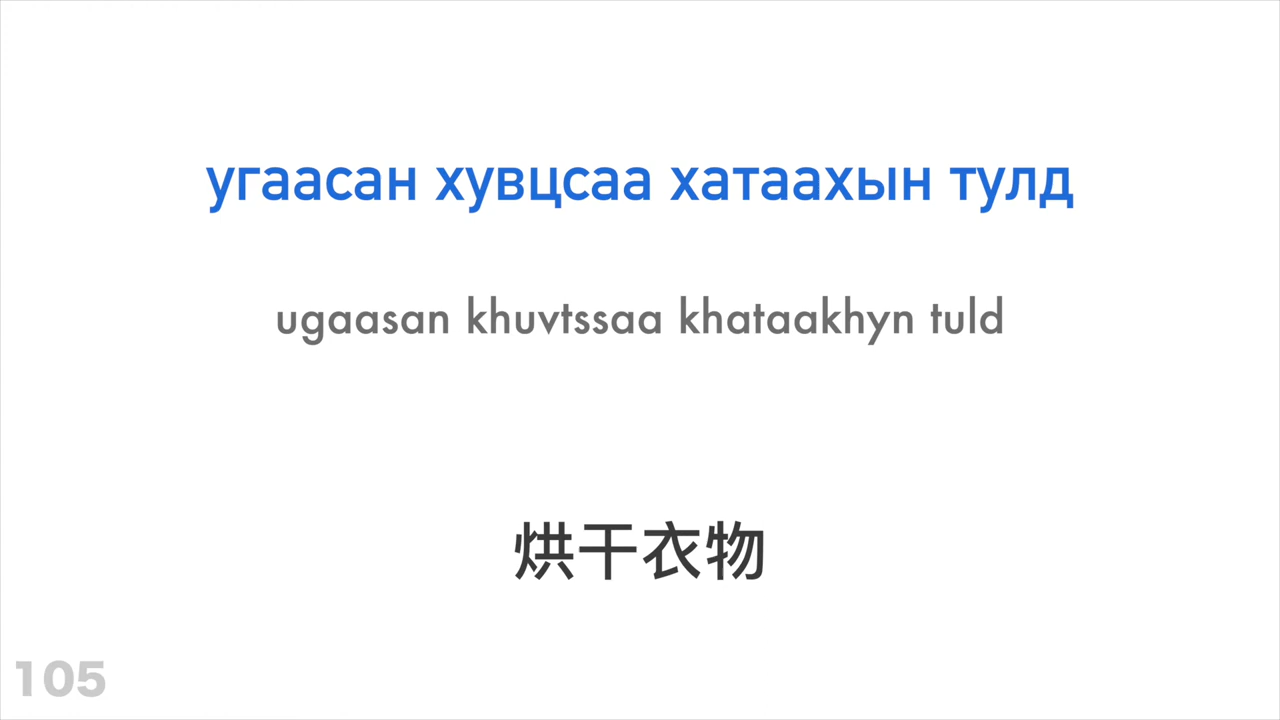 угаасан хувцсаа хатаахын тулд
ugaasan khuvtssaa khataakhyn tuld
烘干衣物
105